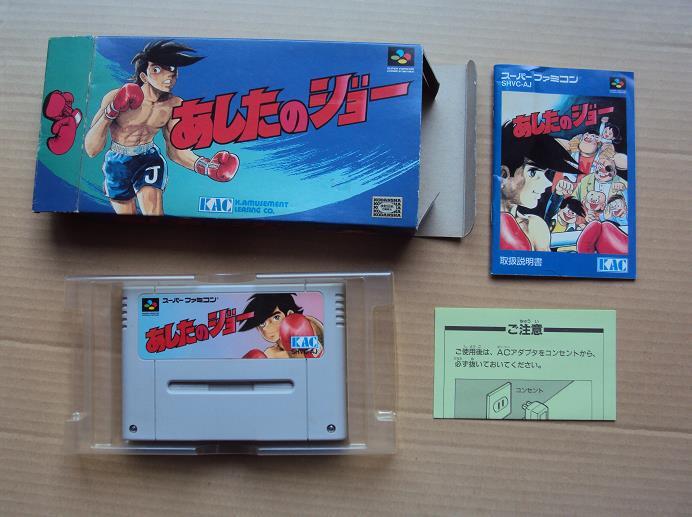 あしたのジョー
KAC
K.AMUSEMENT
LEASING CO.
KODANSHA
スーパーファミコン
SHVC-AJ
あしたのジョー
取扱説明書
KAC
スーパーファミコン
あしたのジョー
KAC
SHVC-AJ
J
ご注意
ご使用後は、ACアダプタをコンセントから、
必ず抜いておいてください。
コンセント